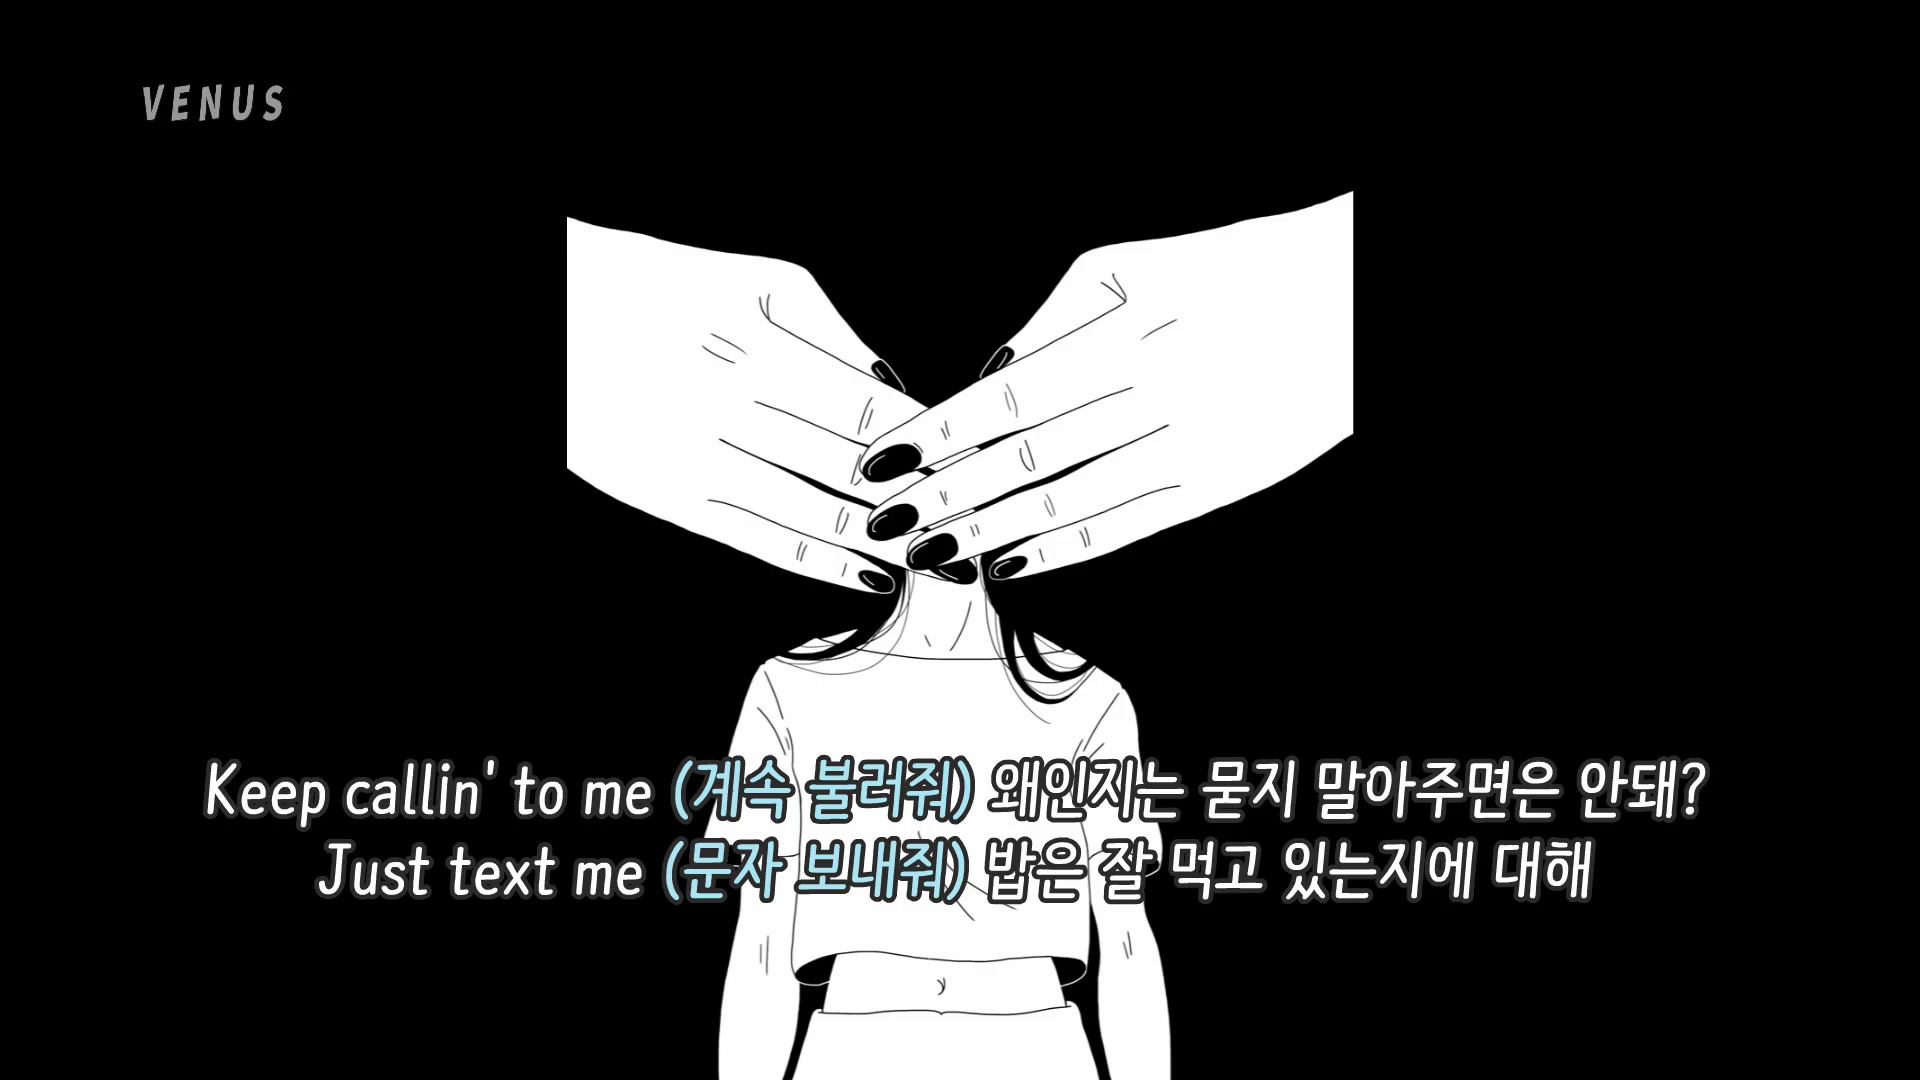 VENUS
Keep callin' to me (계속 불러줘) 왜인지는 묻지 말아주면은 안돼?
Just text me (문자 보내줘) 밥은 잘 먹고 있는지에 대해